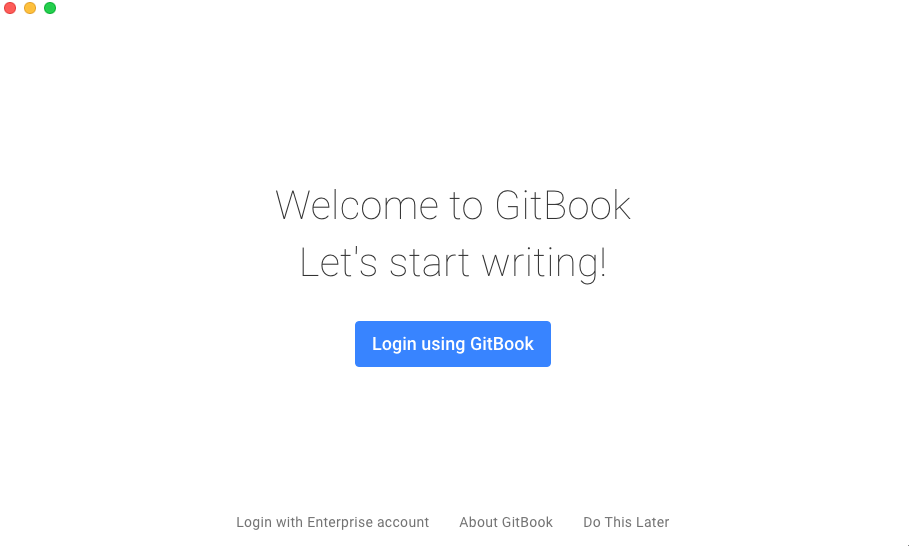 Welcome to GitBook
Let's start writing!
Login using GitBook
Login with Enterprise account About GitBook Do This Later